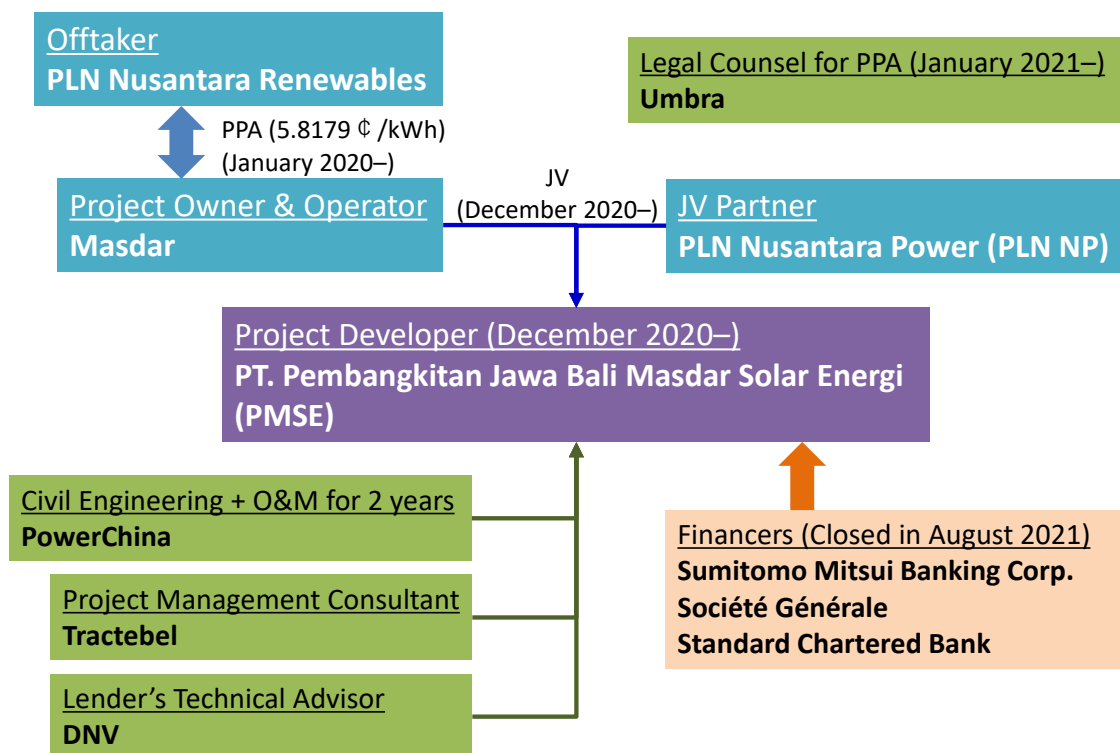 Offtaker
PLN Nusantara Renewables
Legal Counsel for PPA (January 2021–)
Umbra
PPA (5.8179 ¢ /kWh)
(January 2020–)
Project Owner & Operator
Masdar
JV
(December 2020–)
JV Partner
PLN Nusantara Power (PLN NP)
Project Developer (December 2020–)
PT. Pembangkitan Jawa Bali Masdar Solar Energi
(PMSE)
Civil Engineering + O&M for 2 years
PowerChina
Project Management Consultant
Tractebel
Lender’s Technical Advisor
DNV
Financers (Closed in August 2021)
Sumitomo Mitsui Banking Corp.
Société Générale
Standard Chartered Bank